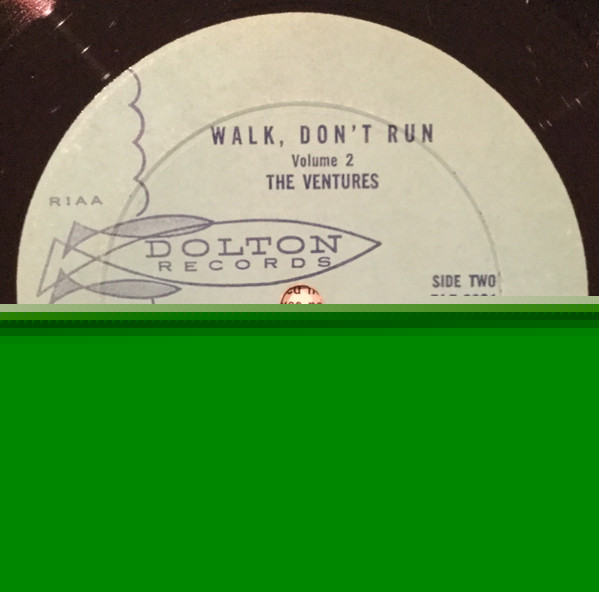 WALK, DON'T RUN
Volume 2
THE VENTURES
RIAA
DOLTON
RECORDS
SIDE TWO